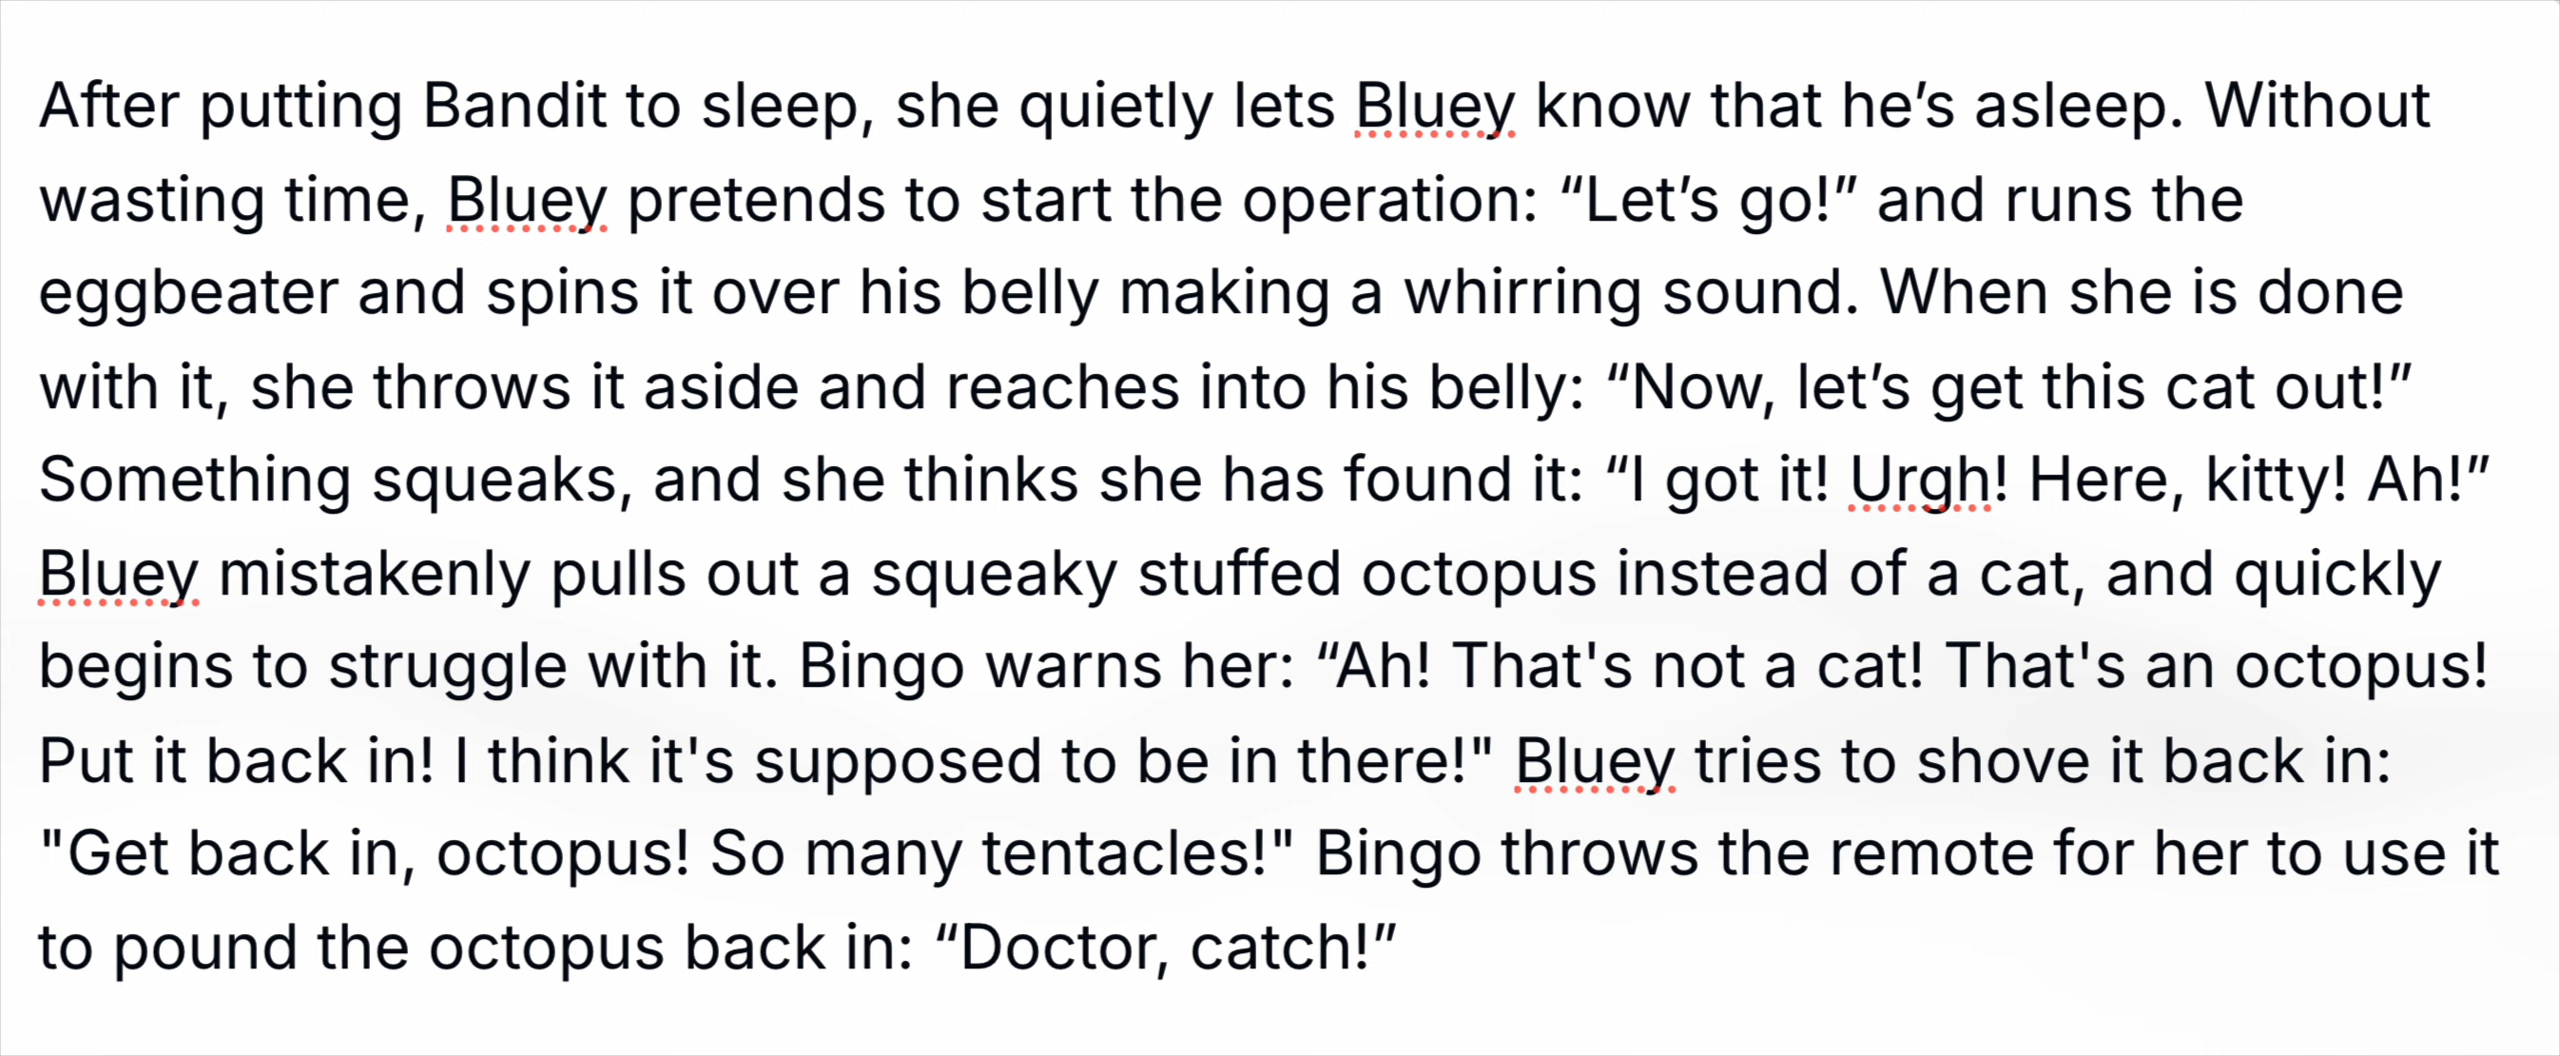 After putting Bandit to sleep, she quietly lets Bluey know that he’s asleep. Without
wasting time, Bluey pretends to start the operation: “Let’s go!” and runs the
eggbeater and spins it over his belly making a whirring sound. When she is done
with it, she throws it aside and reaches into his belly: “Now, let’s get this cat out!”
Something squeaks, and she thinks she has found it: “I got it! Urgh! Here, kitty! Ah!”
Bluey mistakenly pulls out a squeaky stuffed octopus instead of a cat, and quickly
begins to struggle with it. Bingo warns her: “Ah! That's not a cat! That's an octopus!
Put it back in! I think it's supposed to be in there!" Bluey tries to shove it back in:
"Get back in, octopus! So many tentacles!" Bingo throws the remote for her to use it
to pound the octopus back in: “Doctor, catch!”